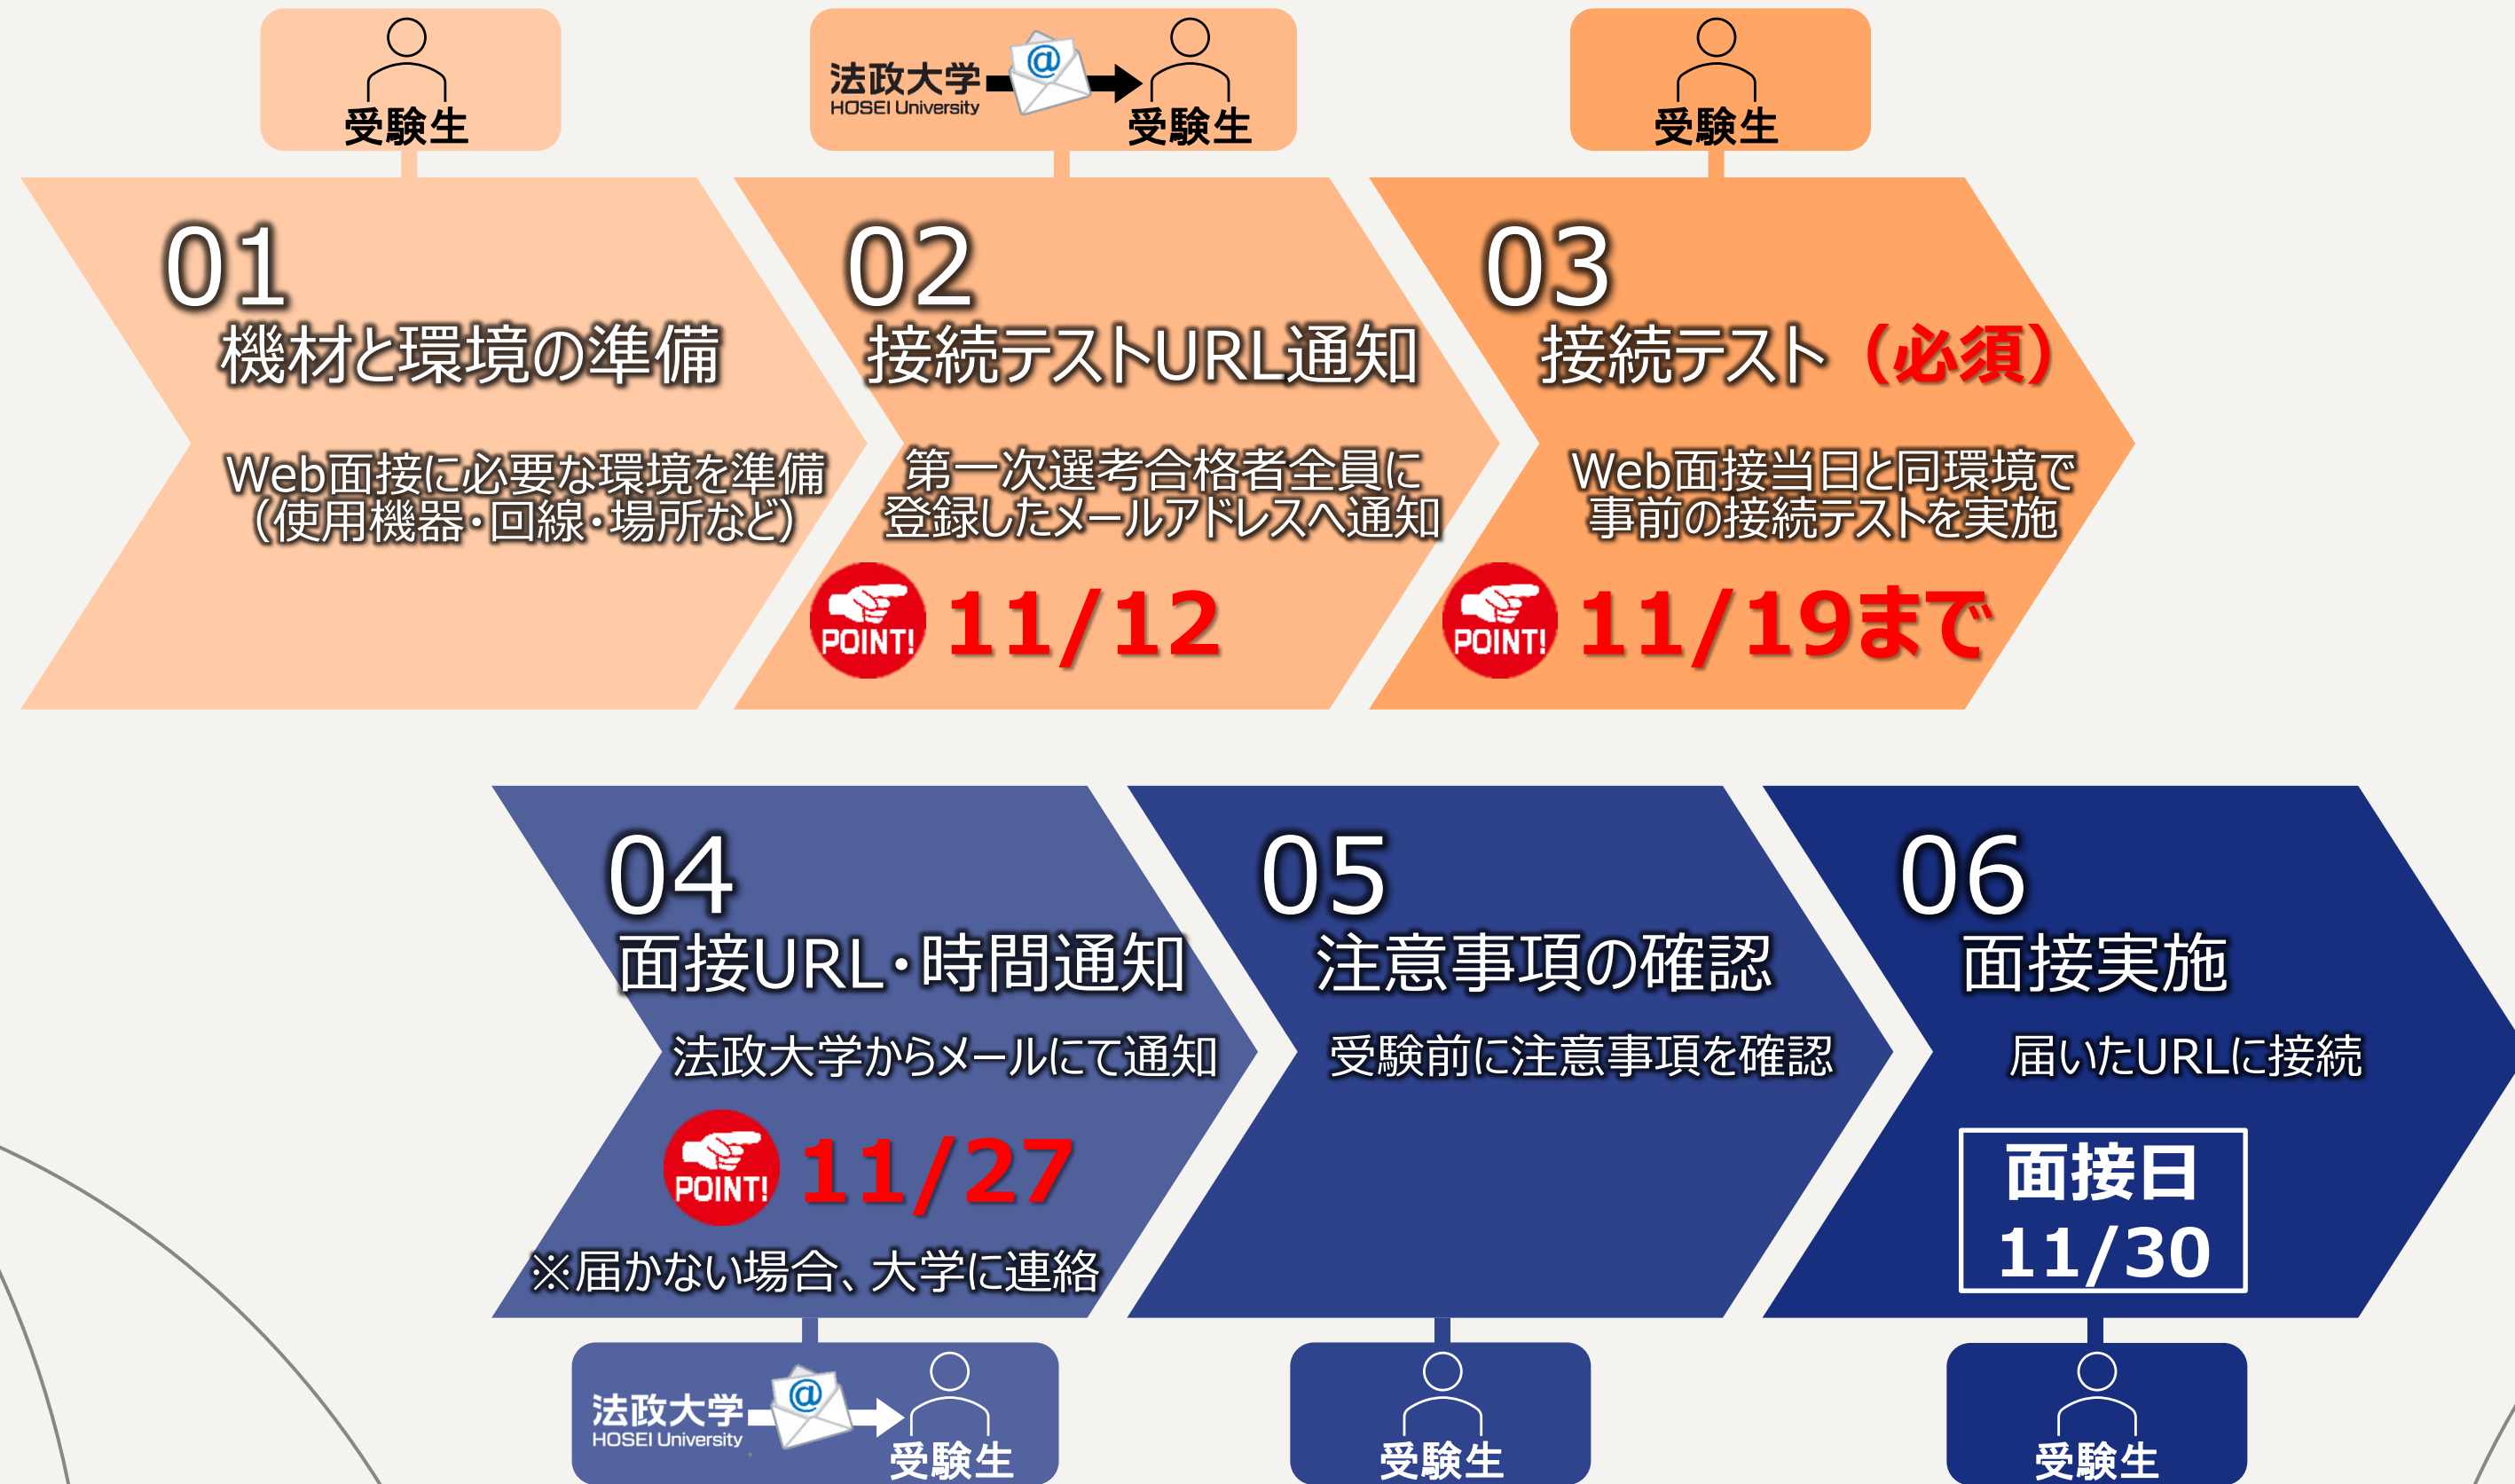 受験生
法政大学
HOSEI University
@
受験生
受験生
01
機材と環境の準備
Web面接に必要な環境を準備
（使用機器・回線・場所など）
02
接続テストURL通知
第一次選考合格者全員に
登録したメールアドレスへ通知
POINT!
11/12
03
接続テスト（必須）
Web面接当日と同環境で
事前の接続テストを実施
POINT!
11/19まで
04
面接URL・時間通知
法政大学からメールにて通知
POINT!
11/27
※届かない場合、大学に連絡
05
注意事項の確認
受験前に注意事項を確認
06
面接実施
届いたURLに接続
面接日
11/30
法政大学
HOSEI University
@
受験生
受験生
受験生